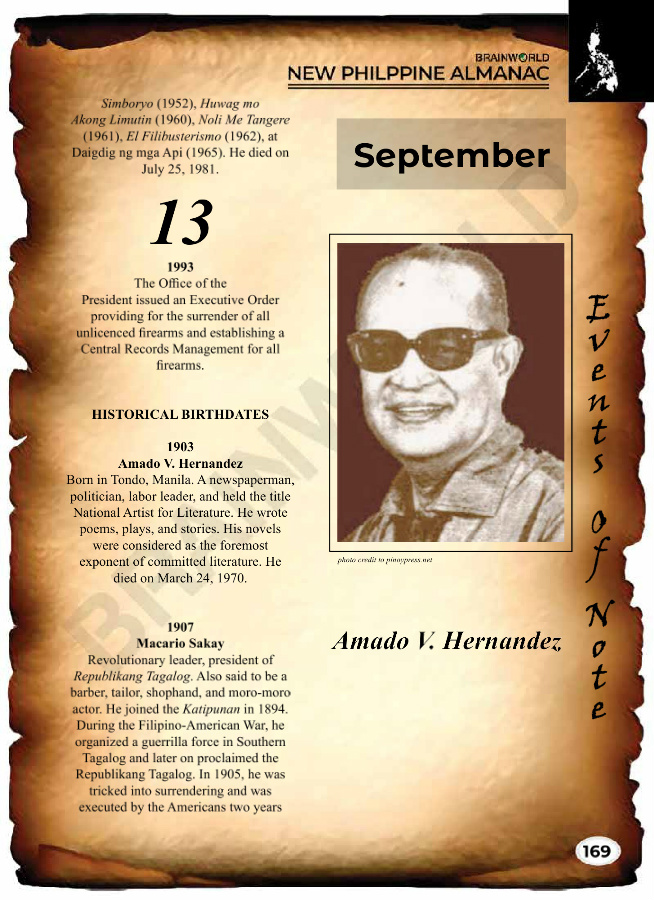 BRAINWORLD
NEW PHILPPINE ALMANAC
Simboryo (1952), Huwag mo
Akong Limutin (1960), Noli Me Tangere
(1961), El Filibusterismo (1962), at
Daigdig ng mga Api (1965). He died on
July 25, 1981.
13
1993
The Office of the
President issued an Executive Order
providing for the surrender of all
unlicenced firearms and establishing a
Central Records Management for all
firearms.
HISTORICAL BIRTHDATES
1903
Amado V. Hernandez
Born in Tondo, Manila. A newspaperman,
politician, labor leader, and held the title
National Artist for Literature. He wrote
poems, plays, and stories. His novels
were considered as the foremost
exponent of committed literature. He
died on March 24, 1970.
1907
Macario Sakay
Revolutionary leader, president of
Republikang Tagalog. Also said to be a
barber, tailor, shophand, and moro-moro
actor. He joined the Katipunan in 1894.
During the Filipino-American War, he
organized a guerrilla force in Southern
Tagalog and later on proclaimed the
Republikang Tagalog. In 1905, he was
tricked into surrendering and was
executed by the Americans two years
September
photo credit to pinoypress.net
Amado V. Hernandez
Events of Note
169
BRAINWORLD